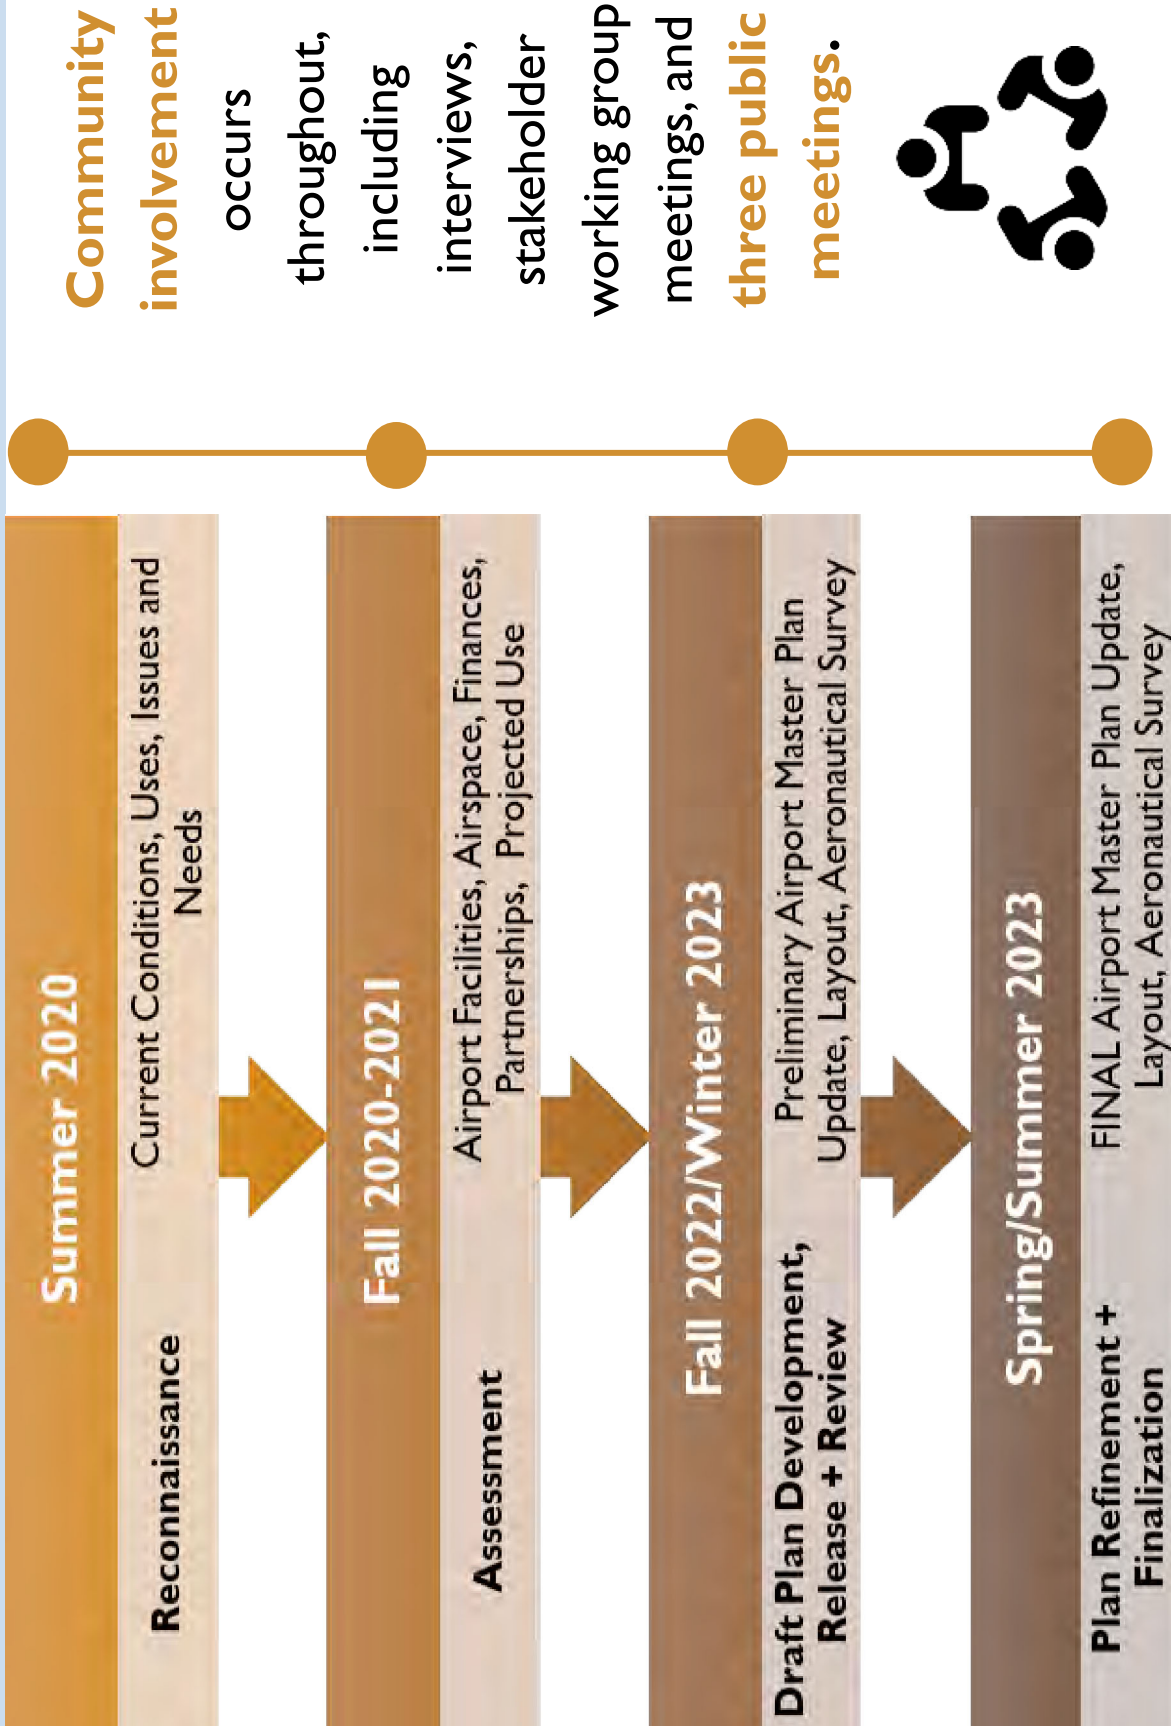 Summer 2020
Reconnaissance
Current Conditions, Uses, Issues and
Needs
Fall 2020-2021
Assessment
Airport Facilities, Airspace, Finances,
Partnerships, Projected Use
Fall 2022/Winter 2023
Draft Plan Development,
Release + Review
Preliminary Airport Master Plan
Update, Layout, Aeronautical Survey
Spring/Summer 2023
Plan Refinement +
Finalization
FINAL Airport Master Plan Update,
Layout, Aeronautical Survey
Community
involvement
occurs
throughout,
including
interviews,
stakeholder
working group
meetings, and
three public
meetings.